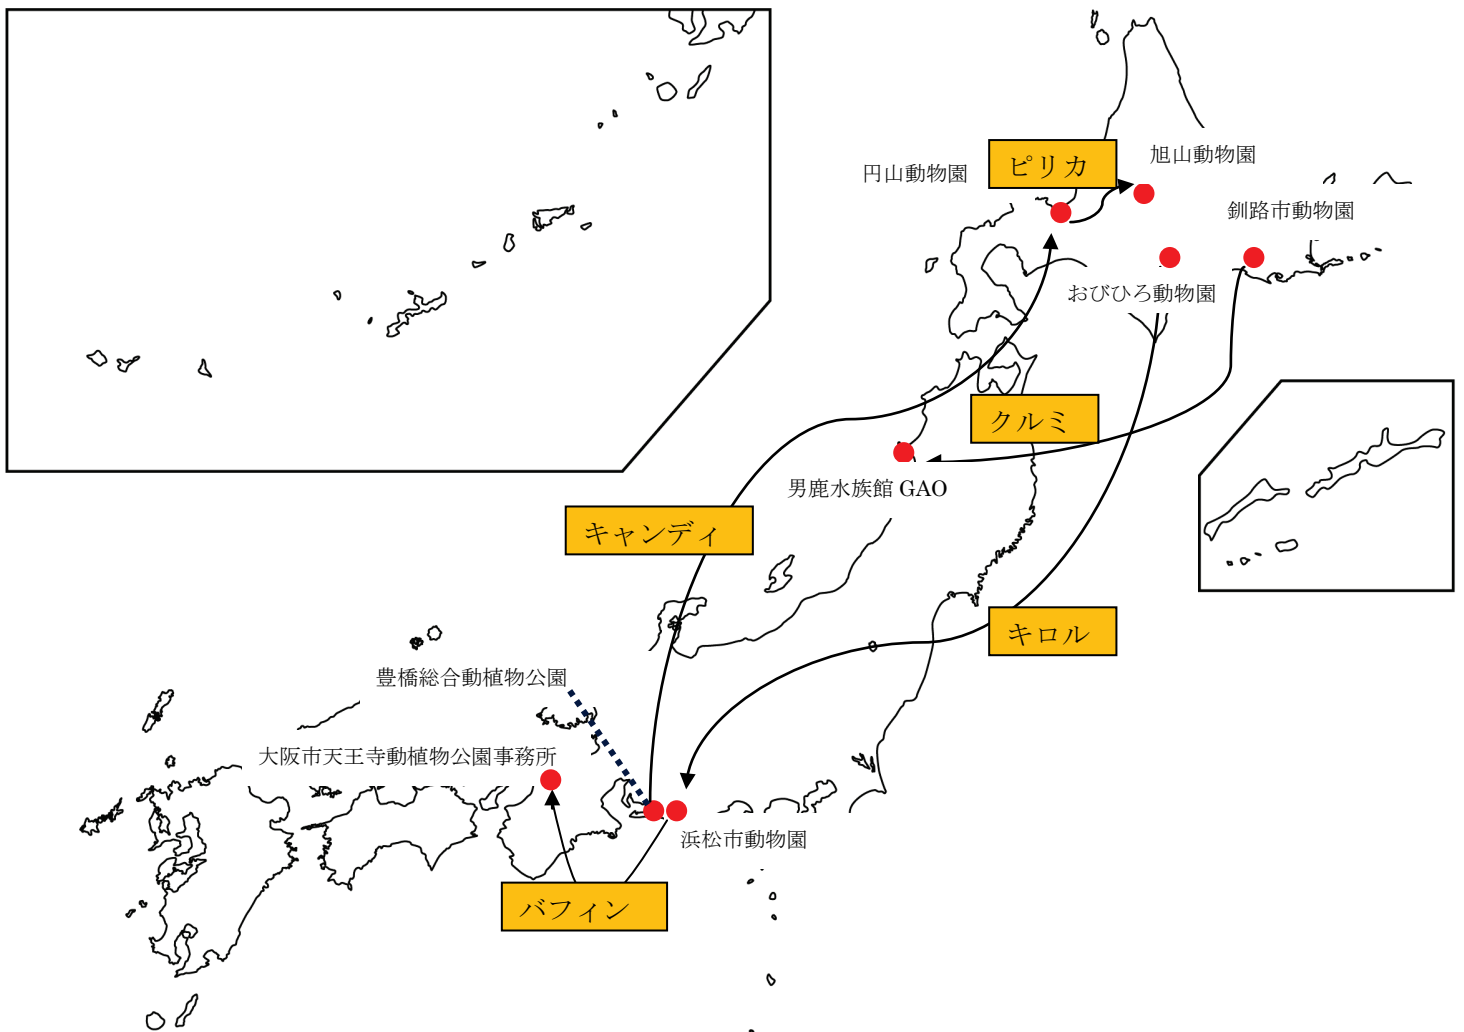 旭山動物園
ピリカ
円山動物園
釧路市動物園
おびひろ動物園
クルミ
男鹿水族館 GAO
キャンディ
キロル
豊橋総合動植物公園
大阪市天王寺動植物公園事務所
浜松市動物園
バフィン